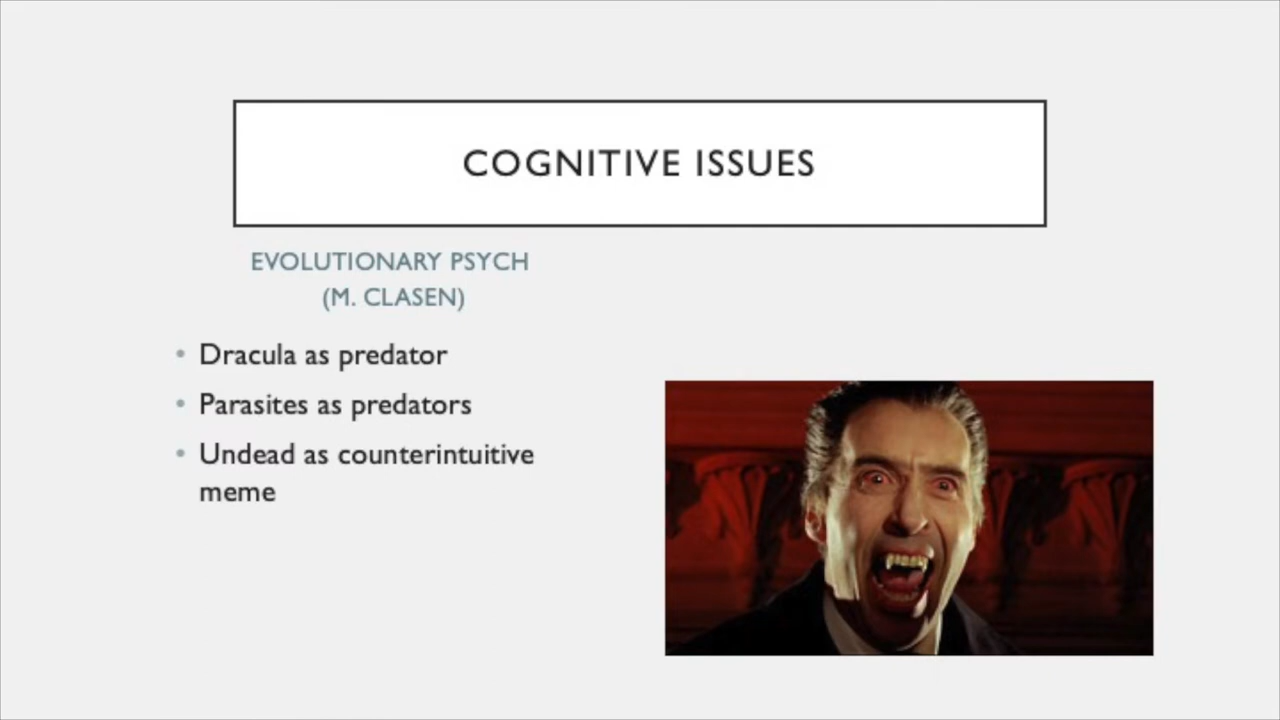 COGNITIVE ISSUES
EVOLUTIONARY PSYCH
(M. CLASEN)
• Dracula as predator
• Parasites as predators
• Undead as counterintuitive
meme